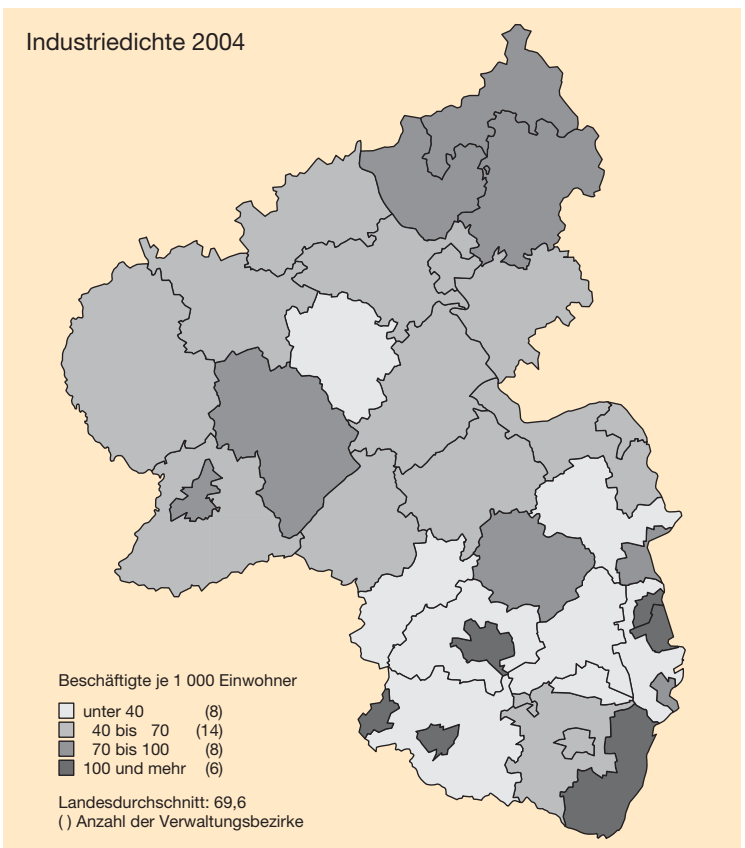 Industriedichte 2004
Beschäftigte je 1 000 Einwohner
unter 40 (8)
40 bis 70 (14)
70 bis 100 (8)
100 und mehr (6)
Landesdurchschnitt: 69,6
( ) Anzahl der Verwaltungsbezirke